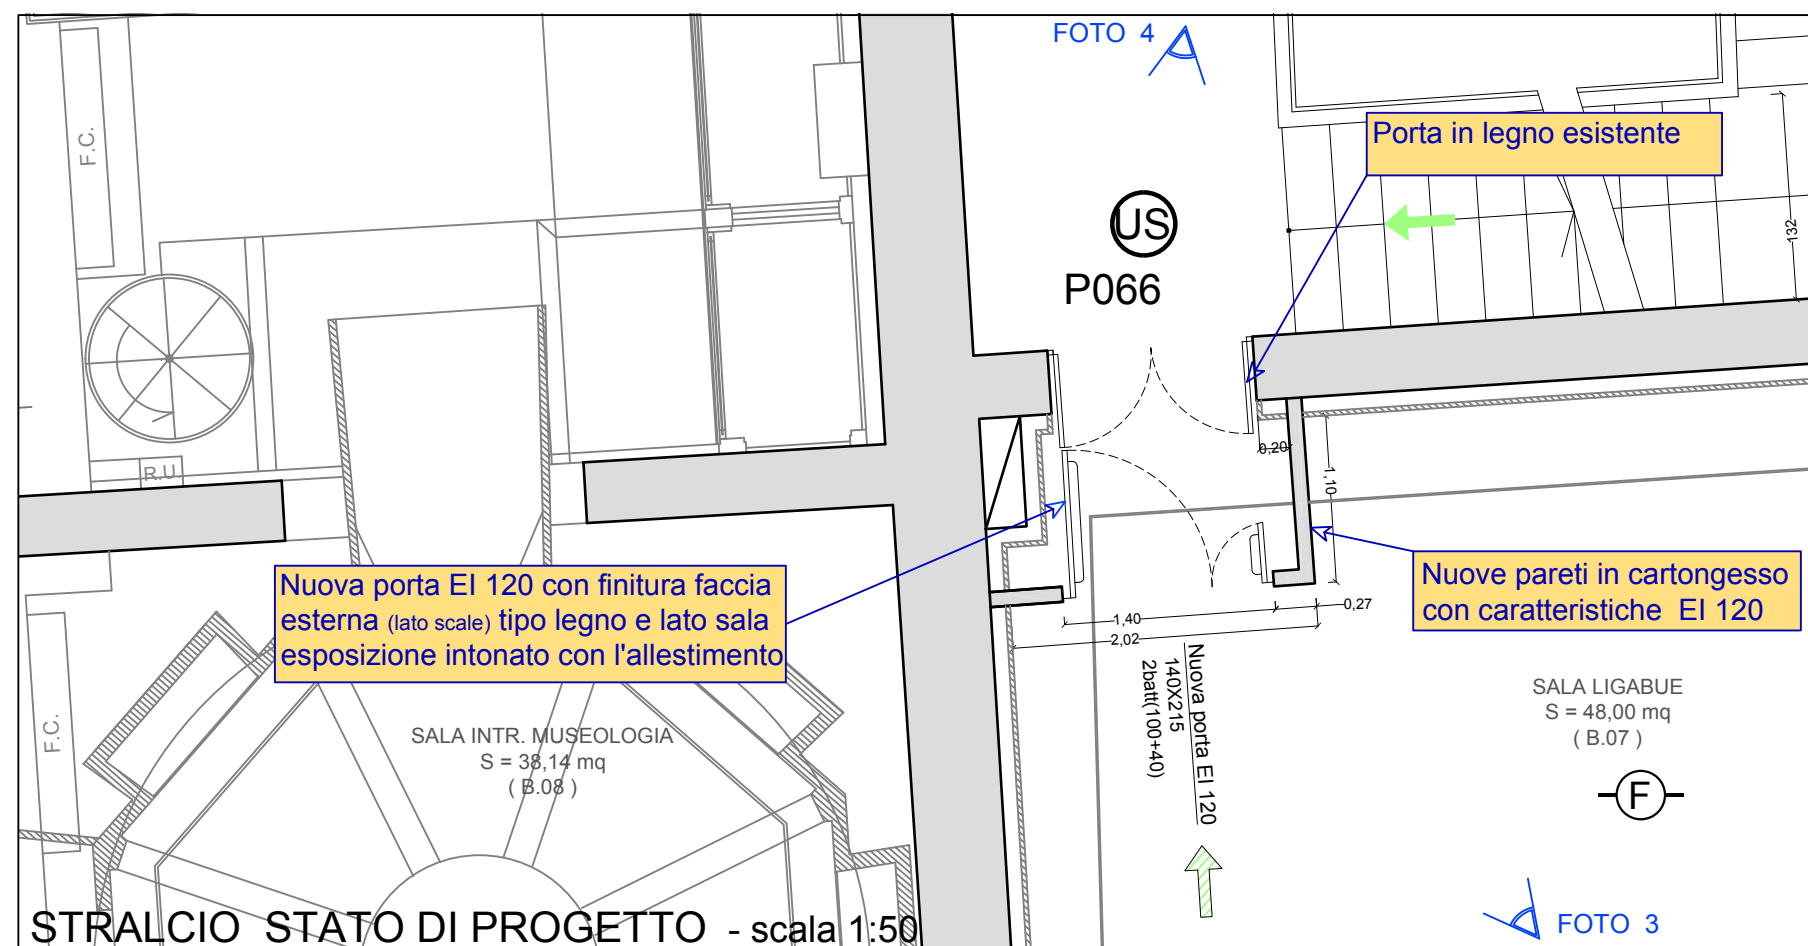 FOTO 4
F.C.
Porta in legno esistente
US
P066
132
R.U.
0,20
1,10
Nuova porta EI 120 con finitura faccia
esterna (lato scale) tipo legno e lato sala
esposizione intonato con l'allestimento
Nuove pareti in cartongesso
con caratteristiche EI 120
1,40
0,27
2,02
Nuova porta EI 120
140X215
2batt(100+40)
SALA LIGABUE
S = 48,00 mq
( B.07 )
F
F.C.
SALA INTR. MUSEOLOGIA
S = 38,14 mq
( B.08 )
STRALCIO STATO DI PROGETTO - scala 1:50
FOTO 3